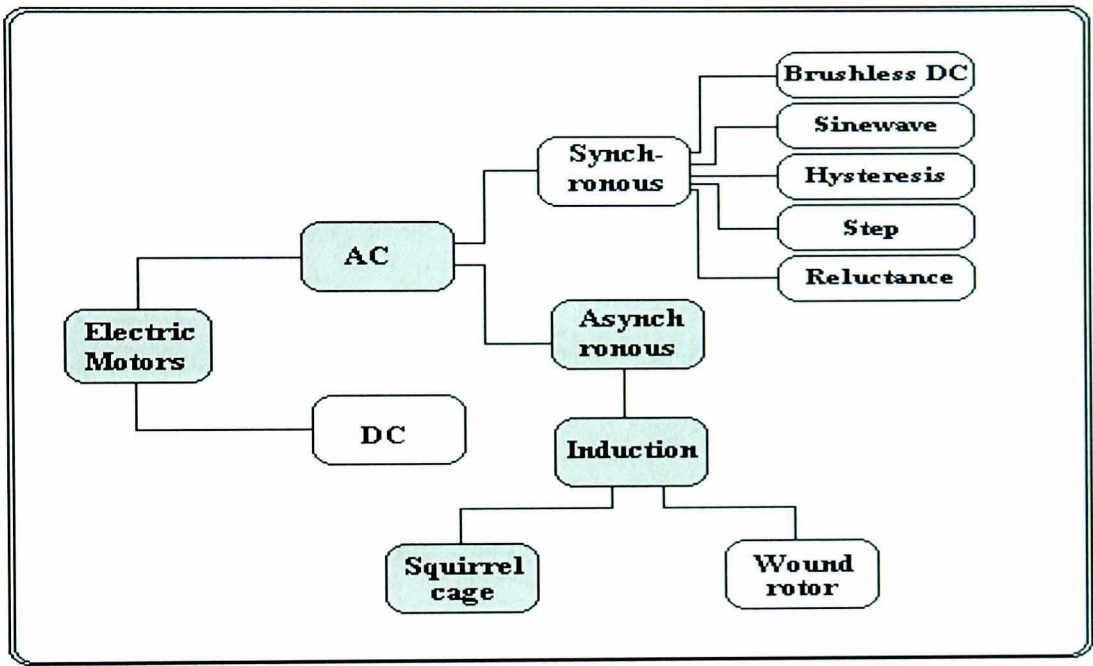 Brushless DC
Sinewave
Synch-
ronous
Hysteresis
Step
AC
Reluctance
Asynch
ronous
Electric
Motors
DC
Induction
Squirrel
cage
Wound
rotor